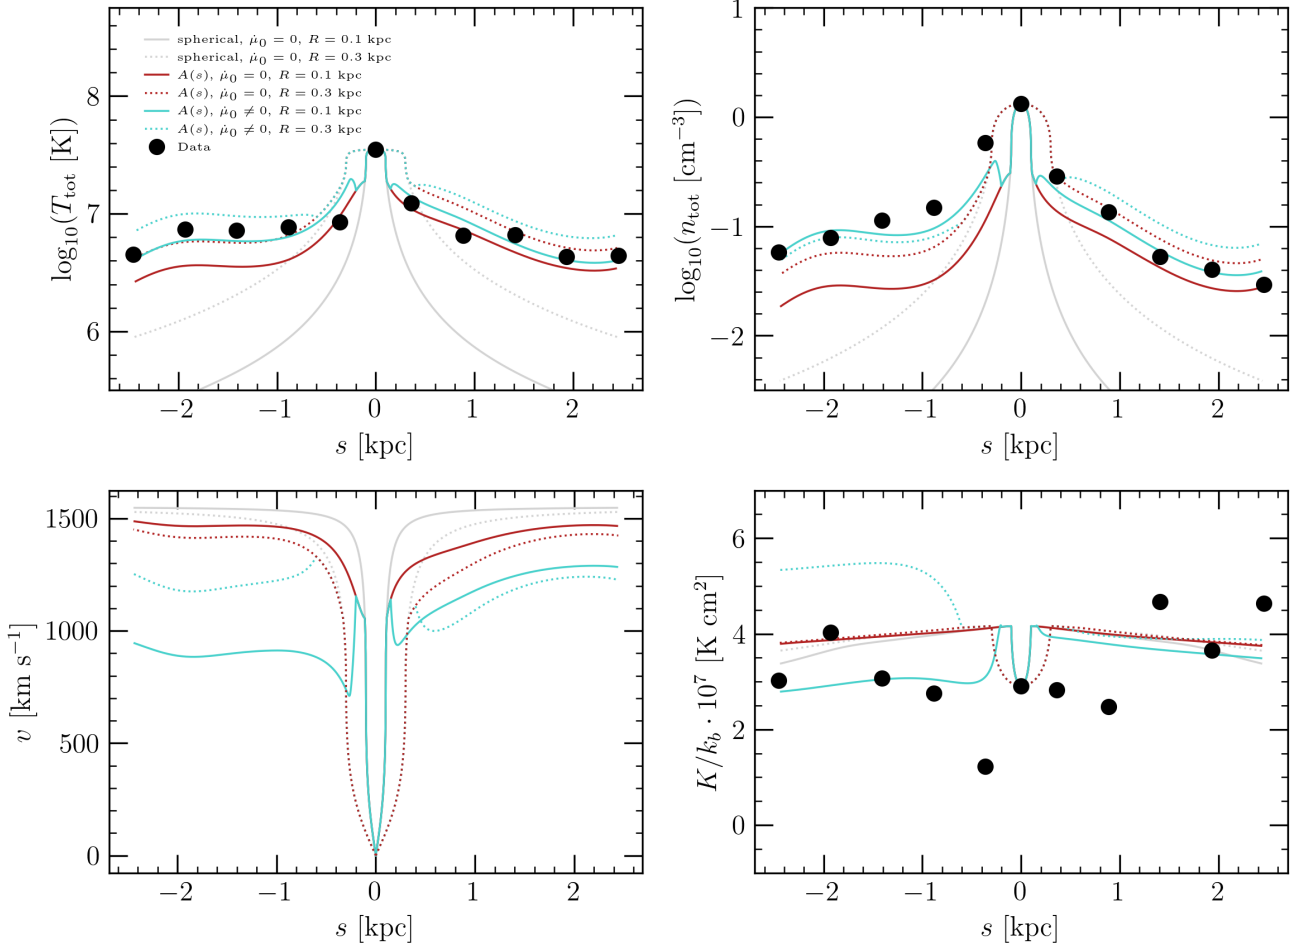 log₁₀(T_tot [K])
8
7
6
spherical, μ̇₀ = 0, R = 0.1 kpc
spherical, μ̇₀ = 0, R = 0.3 kpc
A(s), μ̇₀ = 0, R = 0.1 kpc
A(s), μ̇₀ = 0, R = 0.3 kpc
A(s), μ̇₀ ≠ 0, R = 0.1 kpc
A(s), μ̇₀ ≠ 0, R = 0.3 kpc
Data
−2 −1 0 1 2
s [kpc]
log₁₀(n_tot [cm⁻³])
1
0
−1
−2
−2 −1 0 1 2
s [kpc]
v [km s⁻¹]
1500
1000
500
0
−2 −1 0 1 2
s [kpc]
K/k_b · 10⁷ [K cm²]
6
4
2
0
−2 −1 0 1 2
s [kpc]